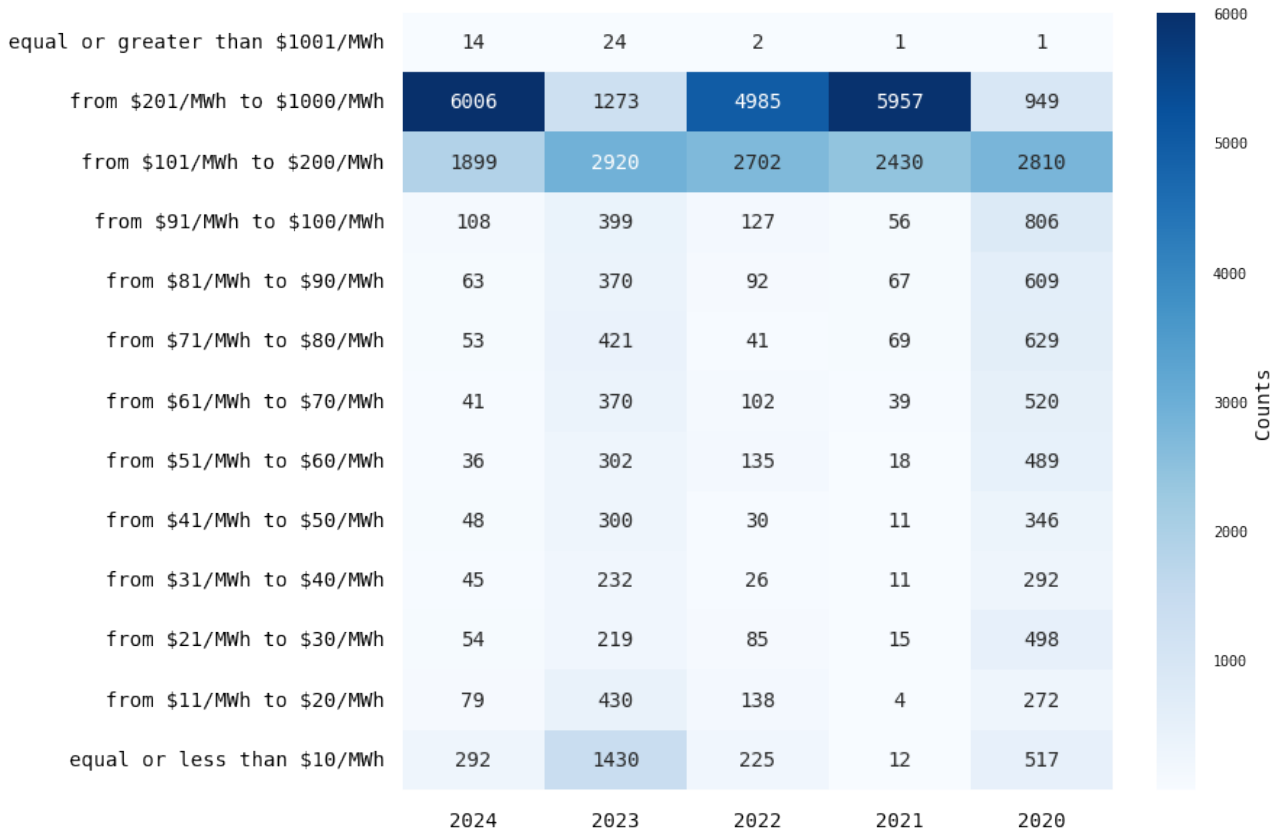 equal or greater than $1001/MWh 14 24 2 1 1
from $201/MWh to $1000/MWh 6006 1273 4985 5957 949
from $101/MWh to $200/MWh 1899 2920 2702 2430 2810
from $91/MWh to $100/MWh 108 399 127 56 806
from $81/MWh to $90/MWh 63 370 92 67 609
from $71/MWh to $80/MWh 53 421 41 69 629
from $61/MWh to $70/MWh 41 370 102 39 520
from $51/MWh to $60/MWh 36 302 135 18 489
from $41/MWh to $50/MWh 48 300 30 11 346
from $31/MWh to $40/MWh 45 232 26 11 292
from $21/MWh to $30/MWh 54 219 85 15 498
from $11/MWh to $20/MWh 79 430 138 4 272
equal or less than $10/MWh 292 1430 225 12 517
2024 2023 2022 2021 2020
6000
5000
4000
3000
2000
1000
Counts